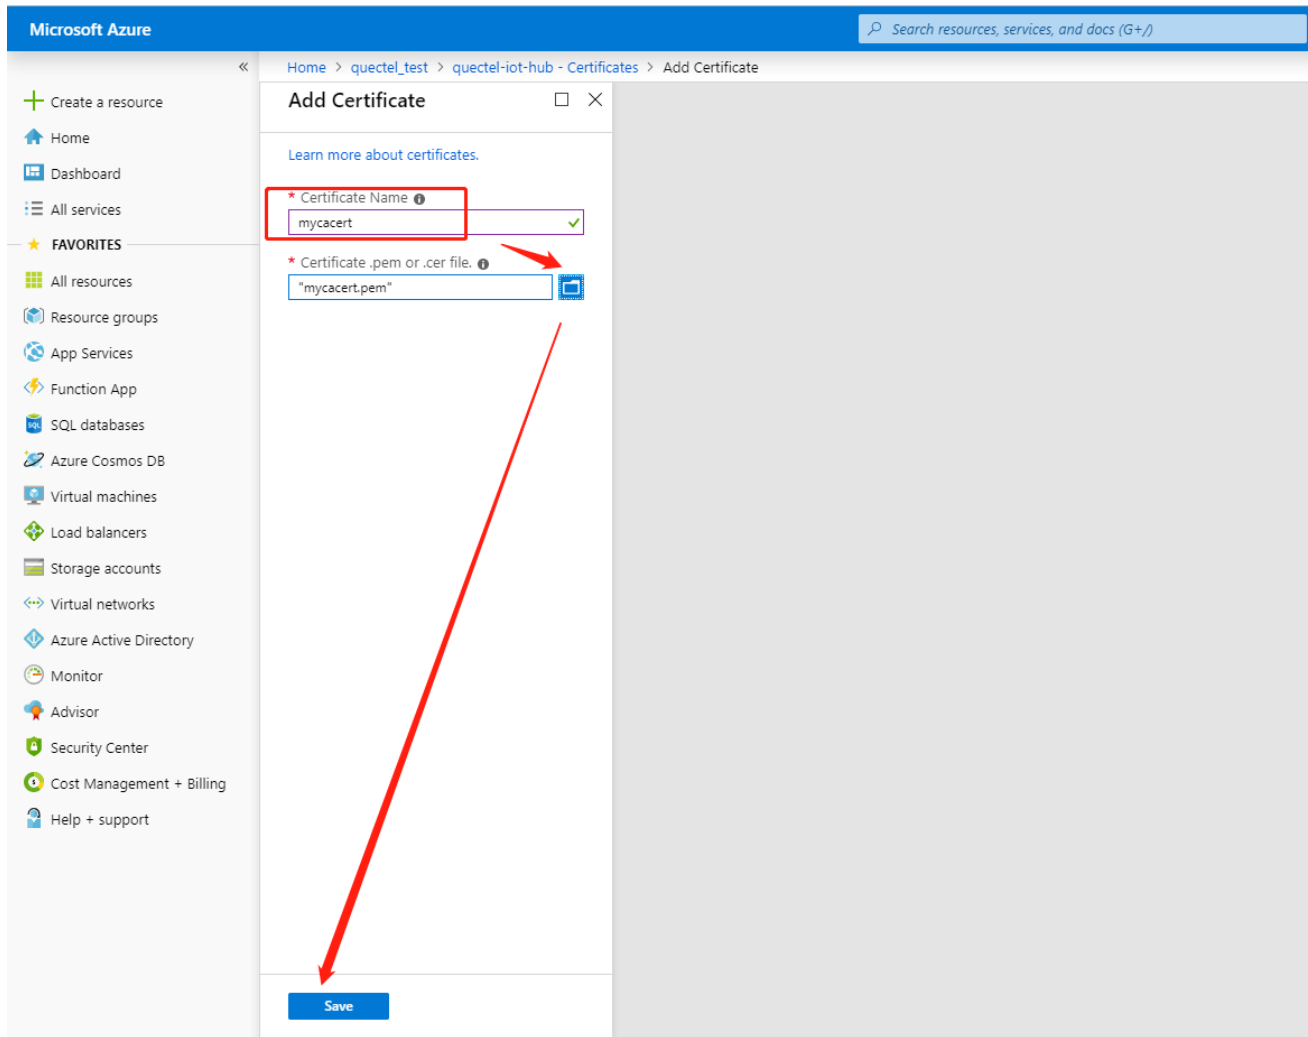 Microsoft Azure
Search resources, services, and docs (G+/)
«
Home > quectel_test > quectel-iot-hub - Certificates > Add Certificate
Create a resource
Home
Dashboard
All services
FAVORITES
All resources
Resource groups
App Services
Function App
SQL databases
Azure Cosmos DB
Virtual machines
Load balancers
Storage accounts
Virtual networks
Azure Active Directory
Monitor
Advisor
Security Center
Cost Management + Billing
Help + support
Add Certificate
Learn more about certificates.
* Certificate Name
mycacert
* Certificate .pem or .cer file.
"mycacert.pem"
Save